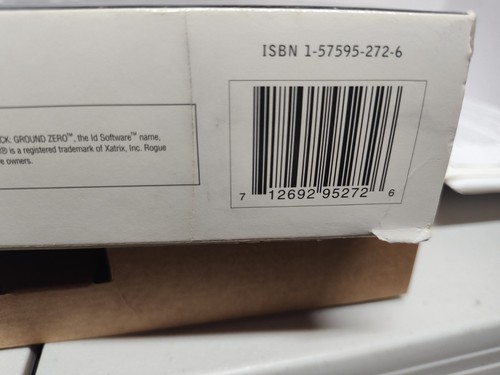 ISBN 1-57595-272-6
CK: GROUND ZERO™, the Id Software™ name,
® is a registered trademark of Xatrix, Inc. Rogue
e owners.
7 12692 95272 6